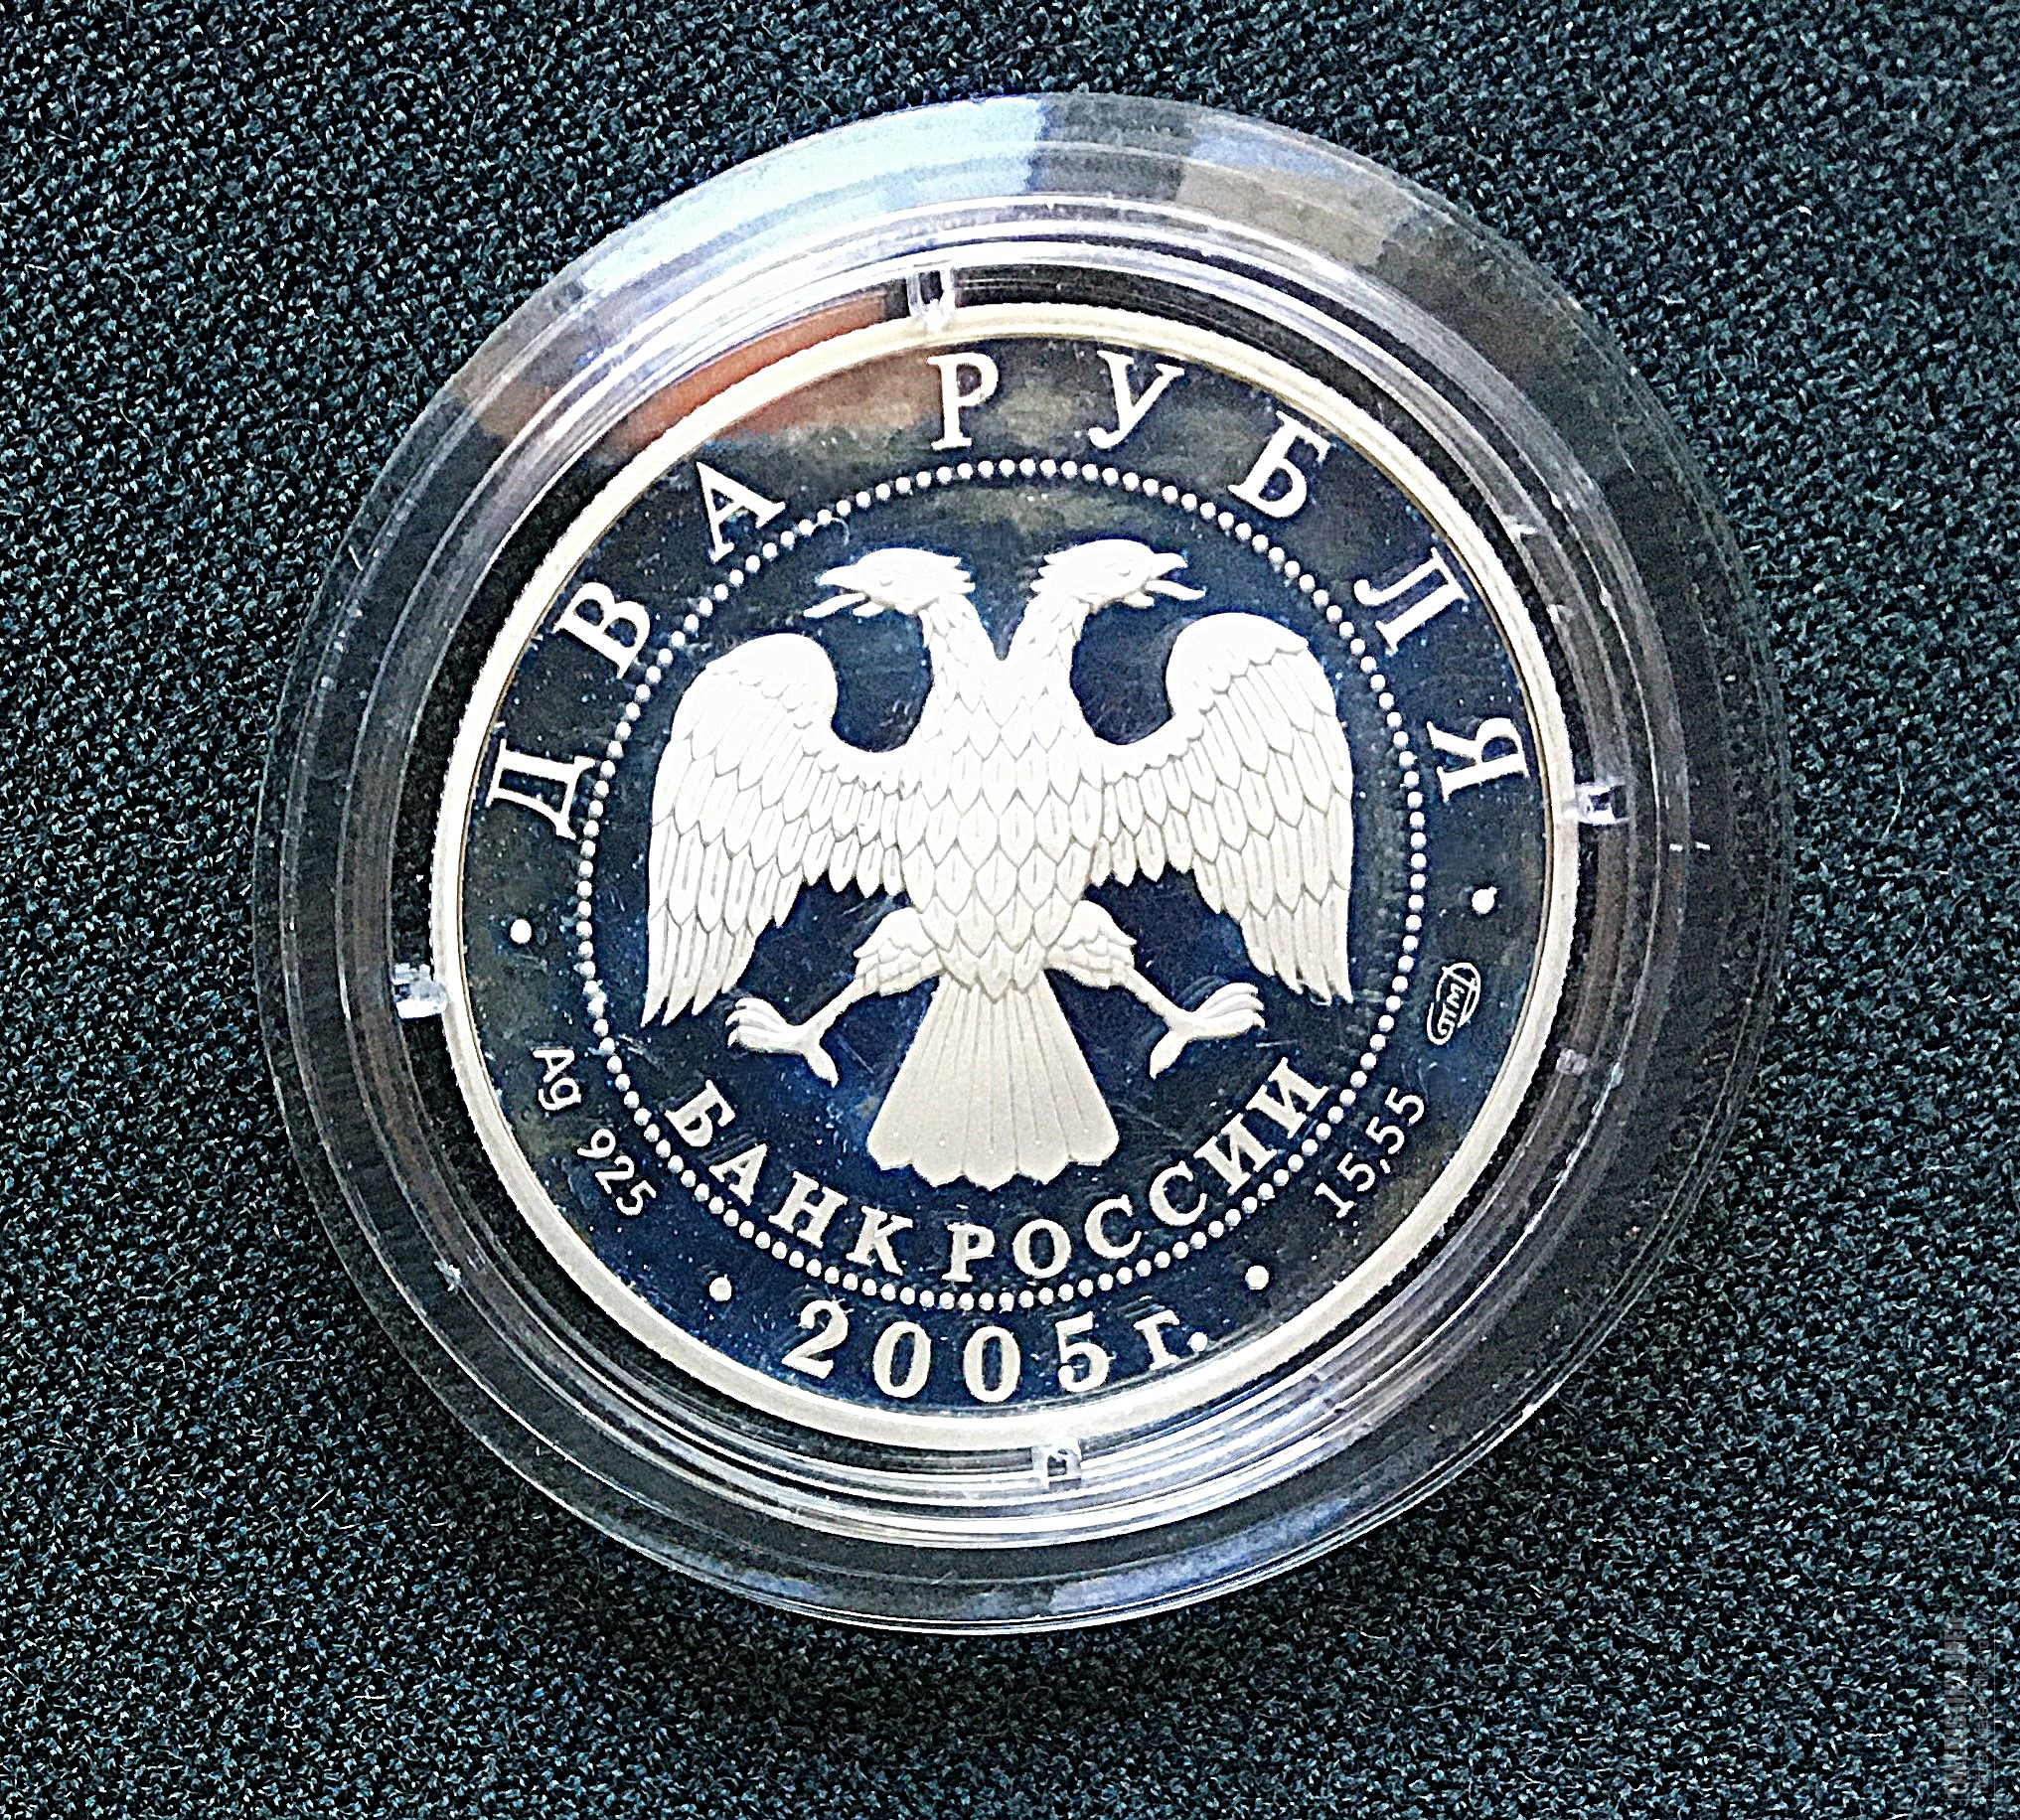 ДВА РУБЛЯ
БАНК РОССИИ
Ag 925
2005 г.
15,55